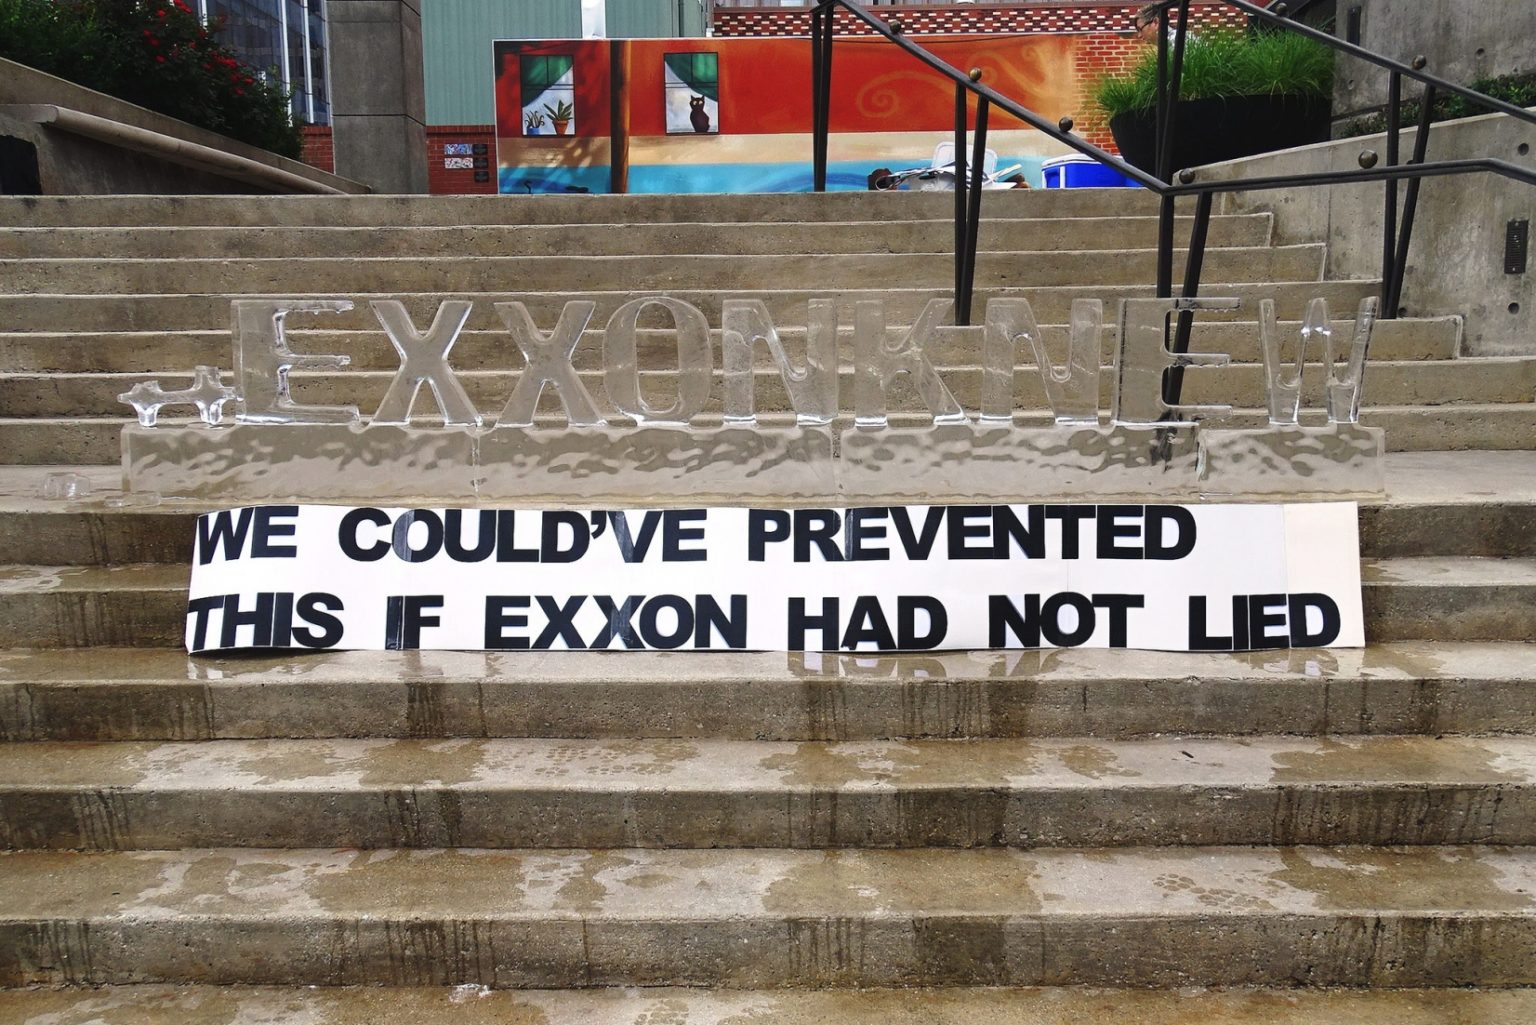 #EXXONKNEW
WE COULD'VE PREVENTED
THIS IF EXXON HAD NOT LIED